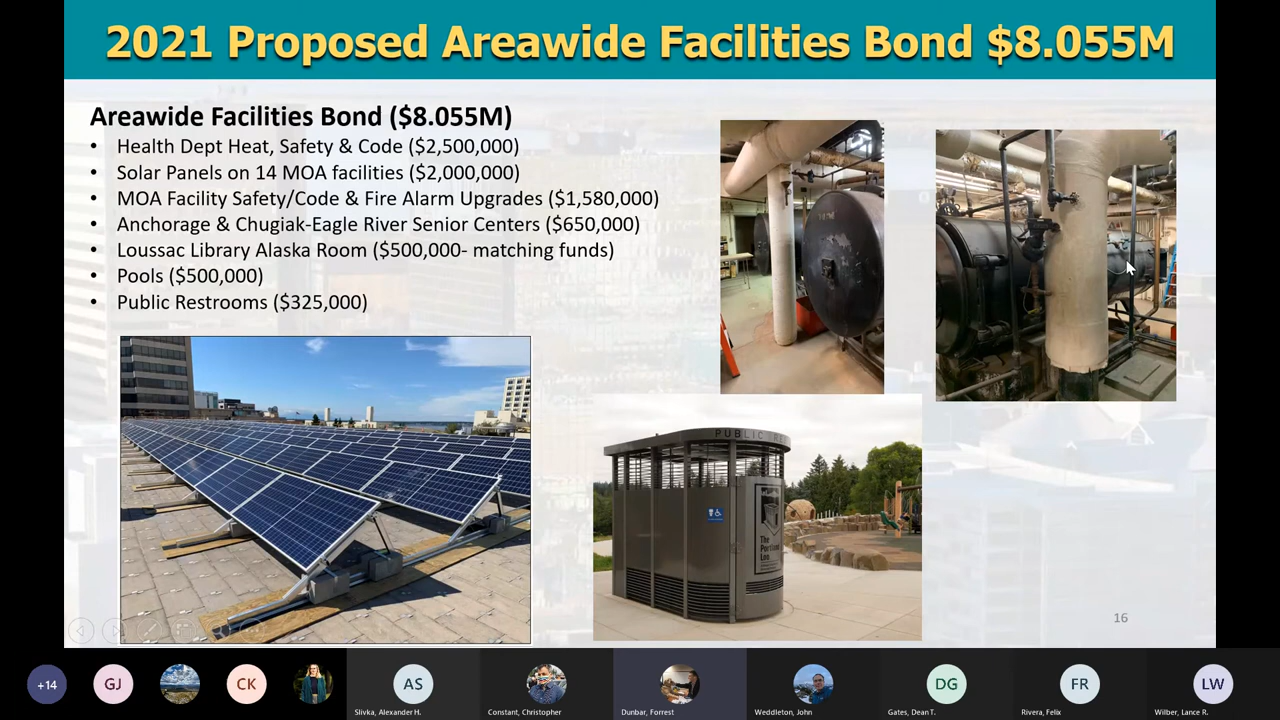 2021 Proposed Areawide Facilities Bond $8.055M
Areawide Facilities Bond ($8.055M)
• Health Dept Heat, Safety & Code ($2,500,000)
• Solar Panels on 14 MOA facilities ($2,000,000)
• MOA Facility Safety/Code & Fire Alarm Upgrades ($1,580,000)
• Anchorage & Chugiak-Eagle River Senior Centers ($650,000)
• Loussac Library Alaska Room ($500,000- matching funds)
• Pools ($500,000)
• Public Restrooms ($325,000)
PUBLIC
The
Portland
Loo
16
+14
GJ
CK
AS
DG
FR
LW
Slivka, Alexander H.
Constant, Christopher
Dunbar, Forrest
Weddleton, John
Gates, Dean T.
Rivera, Felix
Wilber, Lance R.